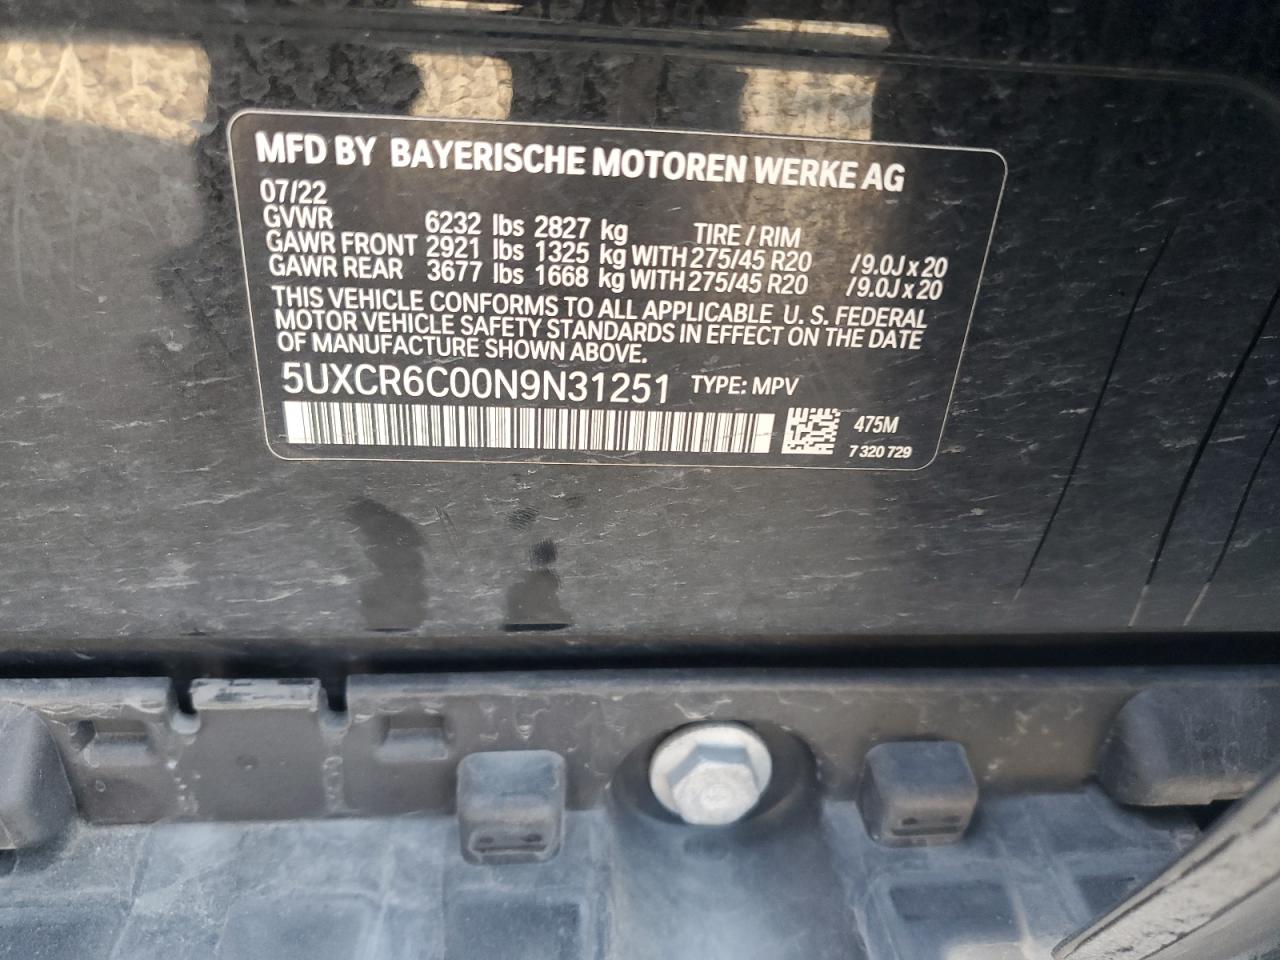 MFD BY BAYERISCHE MOTOREN WERKE AG
07/22
GVWR 6232 lbs 2827 kg TIRE / RIM
GAWR FRONT 2921 lbs 1325 kg WITH 275/45 R20 /9.0J x 20
GAWR REAR 3677 lbs 1668 kg WITH 275/45 R20 /9.0J x 20
THIS VEHICLE CONFORMS TO ALL APPLICABLE U. S. FEDERAL
MOTOR VEHICLE SAFETY STANDARDS IN EFFECT ON THE DATE
OF MANUFACTURE SHOWN ABOVE.
5UXCR6C00N9N31251 TYPE: MPV
475M
7 320 729